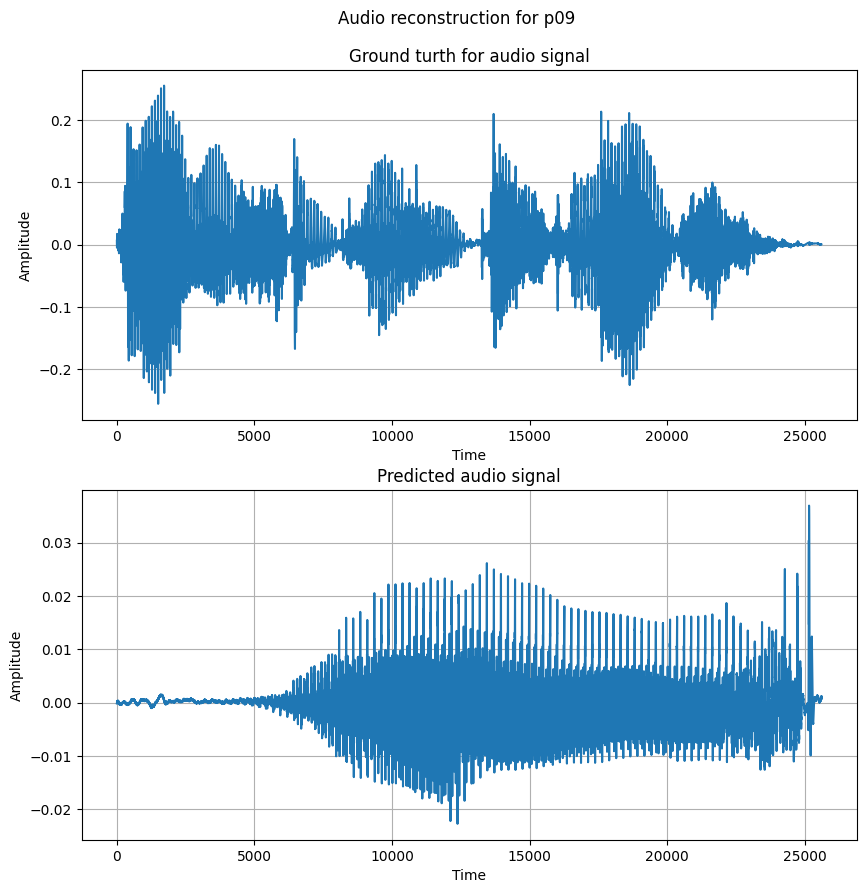 Audio reconstruction for p09
Ground turth for audio signal
0.2
0.1
0.0
−0.1
−0.2
Amplitude
0 5000 10000 15000 20000 25000
Time
Predicted audio signal
0.03
0.02
0.01
0.00
−0.01
−0.02
Amplitude
0 5000 10000 15000 20000 25000
Time